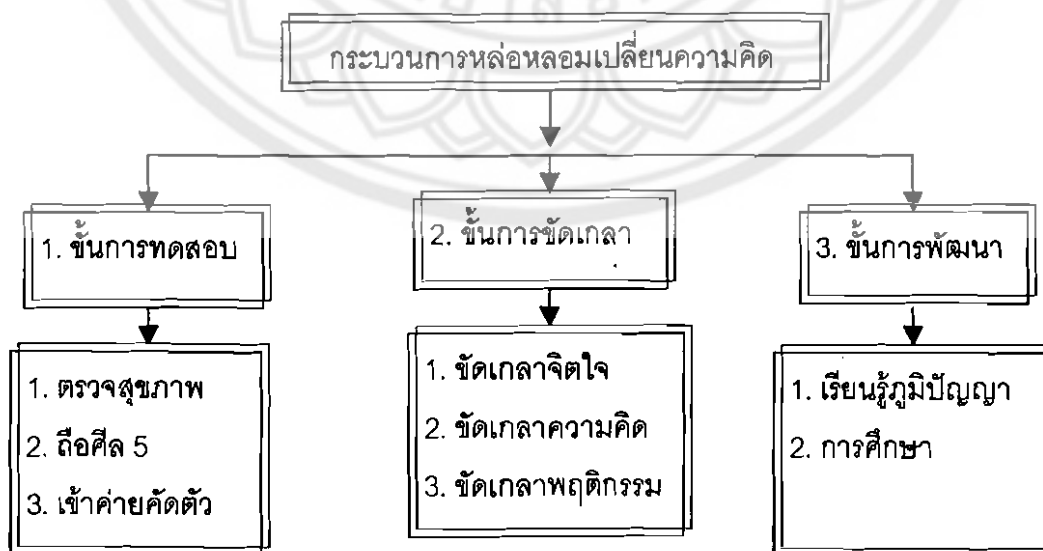 กระบวนการหล่อหลอมเปลี่ยนความคิด
1. ขั้นการทดสอบ
2. ขั้นการขัดเกลา
3. ขั้นการพัฒนา
1. ตรวจสุขภาพ
2. ถือศีล 5
3. เข้าค่ายคัดตัว
1. ขัดเกลาจิตใจ
2. ขัดเกลาความคิด
3. ขัดเกลาพฤติกรรม
1. เรียนรู้ภูมิปัญญา
2. การศึกษา